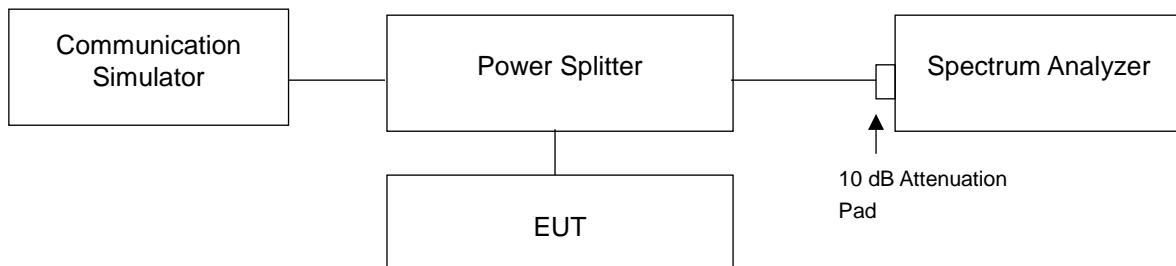 Communication
Simulator
Power Splitter
Spectrum Analyzer
10 dB Attenuation
Pad
EUT